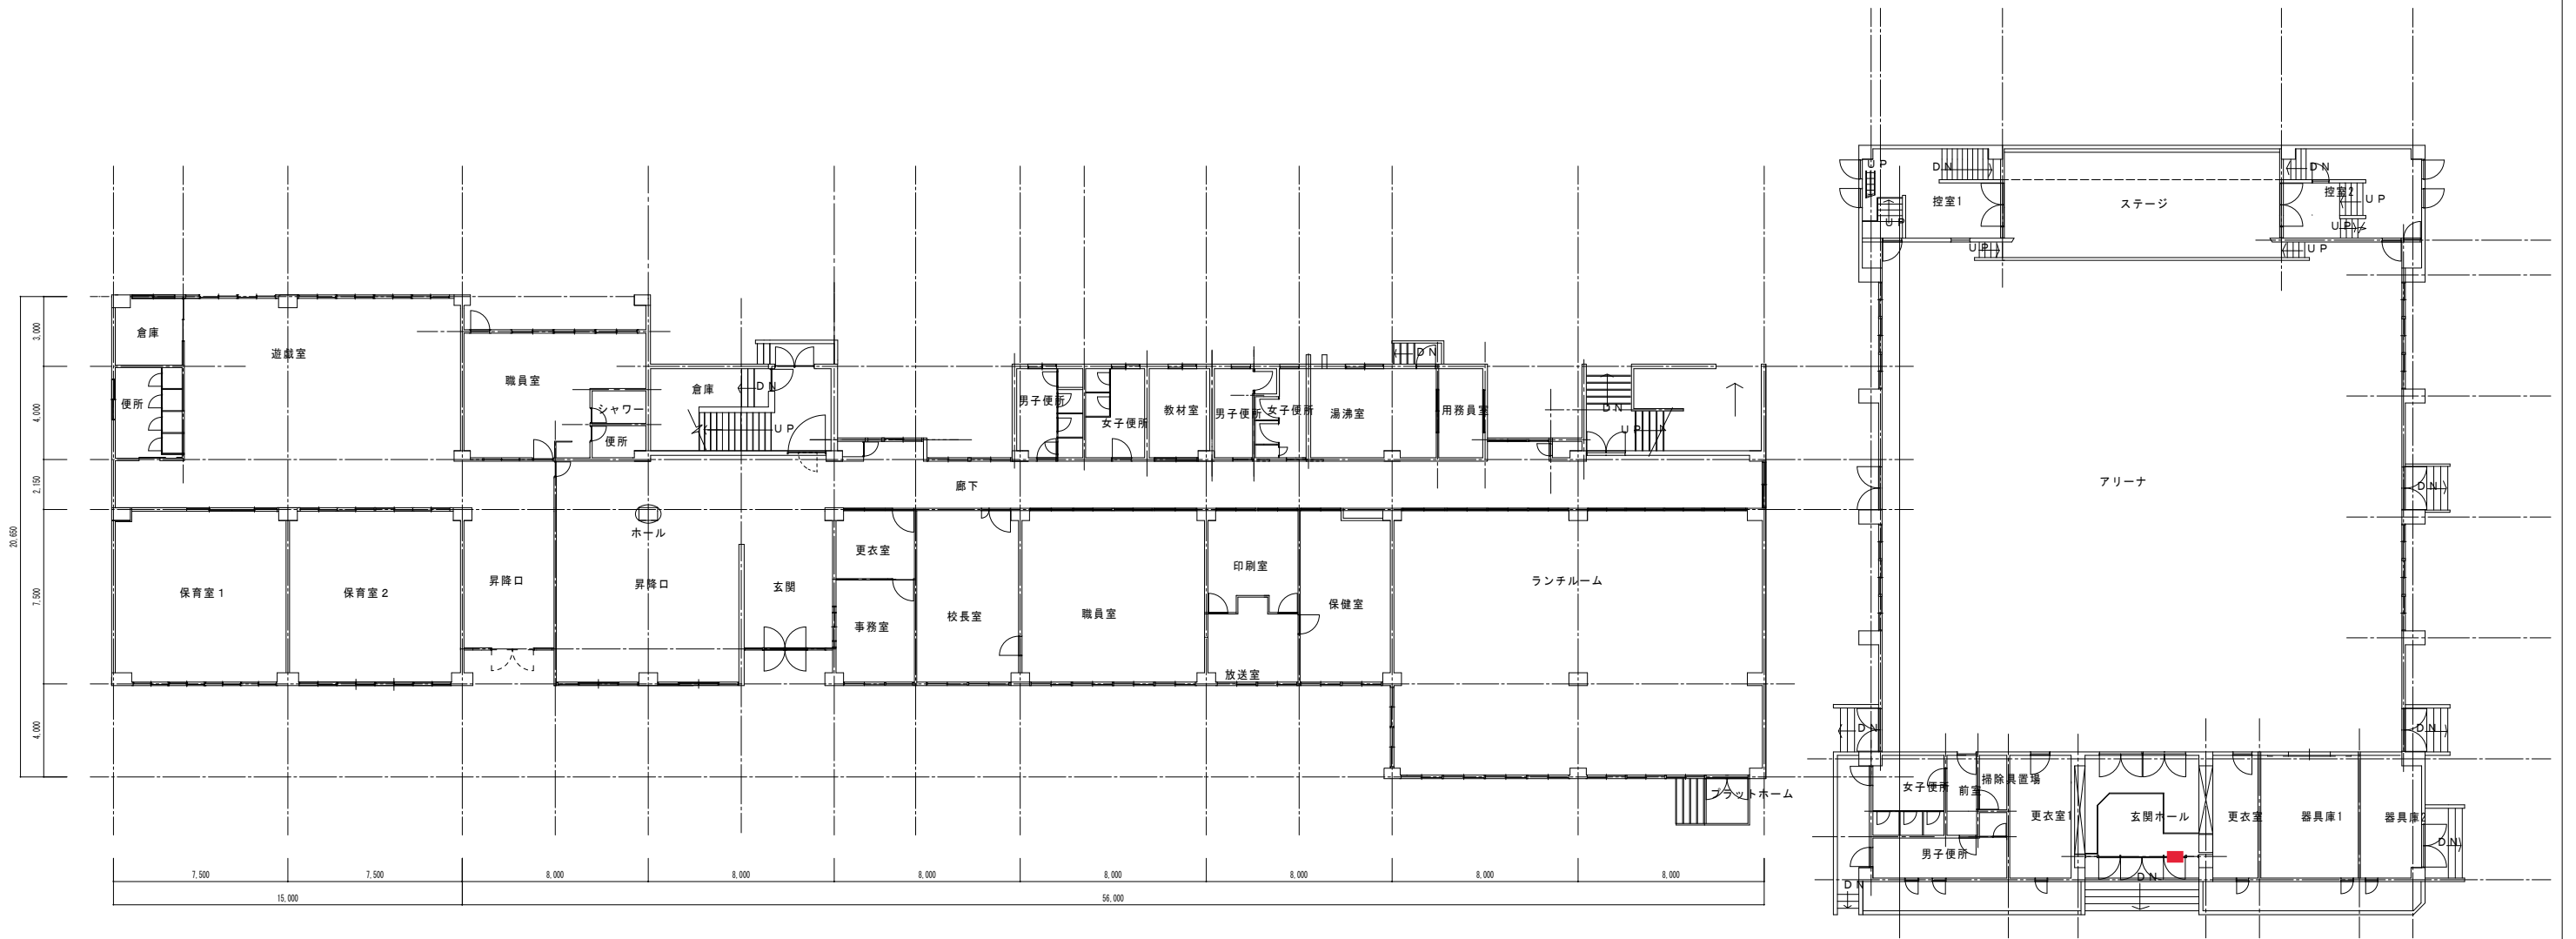 UP
DN
DN
控室1
ステージ
控室2
UP
UP
UP
UP
UP
3,000
4,000
2,150
7,500
4,000
20,650
倉庫
遊戯室
便所
職員室
シャワー
便所
倉庫
DN
UP
男子便所
女子便所
教材室
男子便所
女子便所
湯沸室
DN
用務員室
DN
UP
廊下
アリーナ
DN
ホール
保育室1
保育室2
昇降口
昇降口
玄関
更衣室
事務室
校長室
職員室
印刷室
放送室
保健室
ランチルーム
プラットホーム
DN
DN
女子便所
前室
掃除具置場
更衣室1
玄関ホール
更衣室
器具庫1
器具庫2
DN
男子便所
DN
DN
7,500
7,500
8,000
8,000
8,000
8,000
8,000
8,000
8,000
15,000
56,000